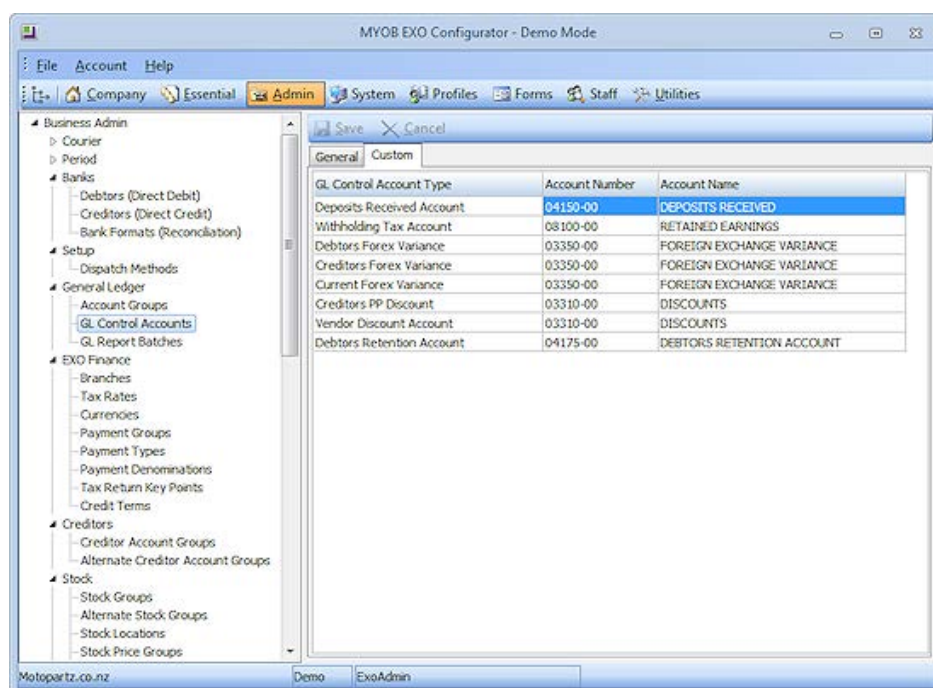 MYOB EXO Configurator - Demo Mode
File Account Help
Company Essential Admin System Profiles Forms Staff Utilities
Business Admin
Courier
Period
Banks
Debtors (Direct Debit)
Creditors (Direct Credit)
Bank Formats (Reconciliation)
Setup
Dispatch Methods
General Ledger
Account Groups
GL Control Accounts
GL Report Batches
EXO Finance
Branches
Tax Rates
Currencies
Payment Groups
Payment Types
Payment Denominations
Tax Return Key Points
Credit Terms
Creditors
Creditor Account Groups
Alternate Creditor Account Groups
Stock
Stock Groups
Alternate Stock Groups
Stock Locations
Stock Price Groups
Save Cancel
General Custom
GL Control Account Type Account Number Account Name
Deposits Received Account 04150-00 DEPOSITS RECEIVED
Withholding Tax Account 08100-00 RETAINED EARNINGS
Debtors Forex Variance 03350-00 FOREIGN EXCHANGE VARIANCE
Creditors Forex Variance 03350-00 FOREIGN EXCHANGE VARIANCE
Current Forex Variance 03350-00 FOREIGN EXCHANGE VARIANCE
Creditors PP Discount 03310-00 DISCOUNTS
Vendor Discount Account 03310-00 DISCOUNTS
Debtors Retention Account 04175-00 DEBTORS RETENTION ACCOUNT
Motopartz.co.nz Demo ExoAdmin